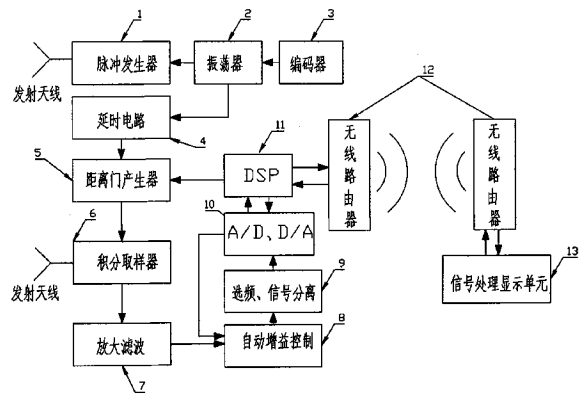 1
2
3
12
脉冲发生器
振荡器
编码器
发射天线
延时电路
4
11
无线路由器
无线路由器
5
距离门产生器
DSP
6
10
A/D、D/A
积分取样器
发射天线
选频、信号分离
9
信号处理显示单元
13
放大滤波
自动增益控制
8
7